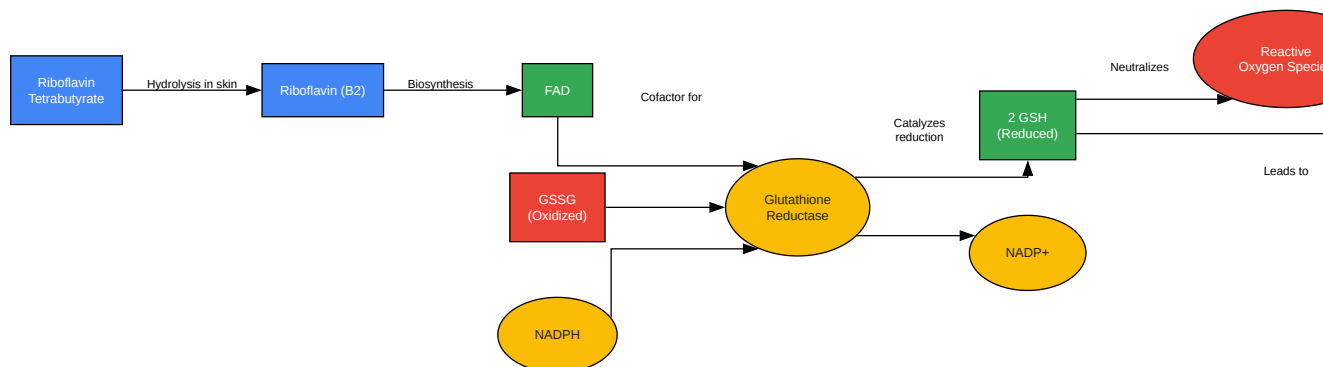 Riboflavin
Tetrabutyrate
Hydrolysis in skin
Riboflavin (B2)
Biosynthesis
FAD
Cofactor for
GSSG
(Oxidized)
NADPH
Glutathione
Reductase
Catalyzes
reduction
2 GSH
(Reduced)
NADP+
Neutralizes
Reactive
Oxygen Specie
Leads to